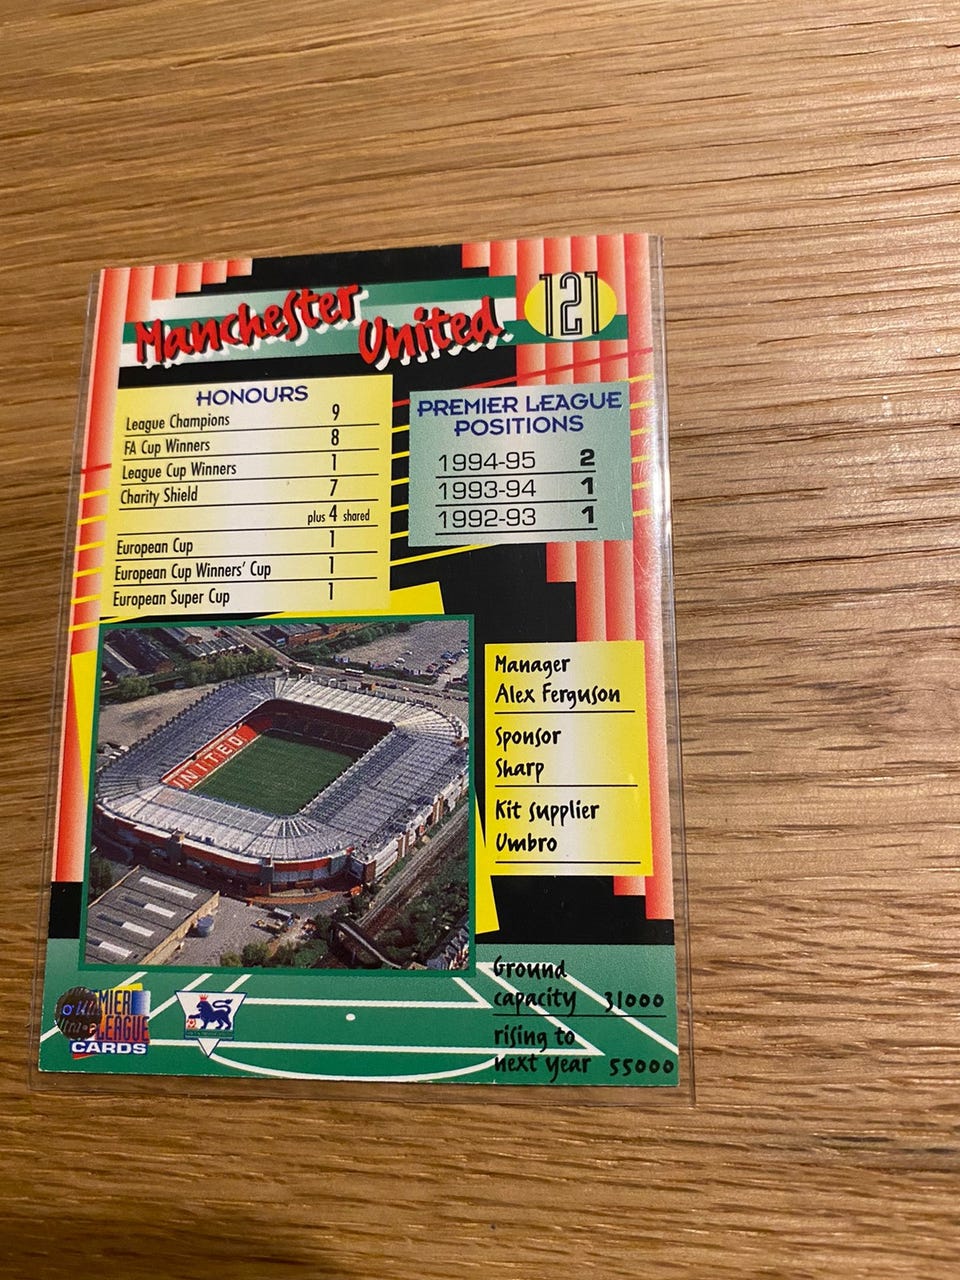 Manchester United
121
HONOURS
League Champions 9
FA Cup Winners 8
League Cup Winners 1
Charity Shield 7
plus 4 shared
European Cup 1
European Cup Winners' Cup 1
European Super Cup 1
PREMIER LEAGUE
POSITIONS
1994-95 2
1993-94 1
1992-93 1
UNITED
Manager
Alex Ferguson
Sponsor
Sharp
Kit supplier
Umbro
Ground
capacity 31000
rising to
next year 55000
LEAGUE
CARDS